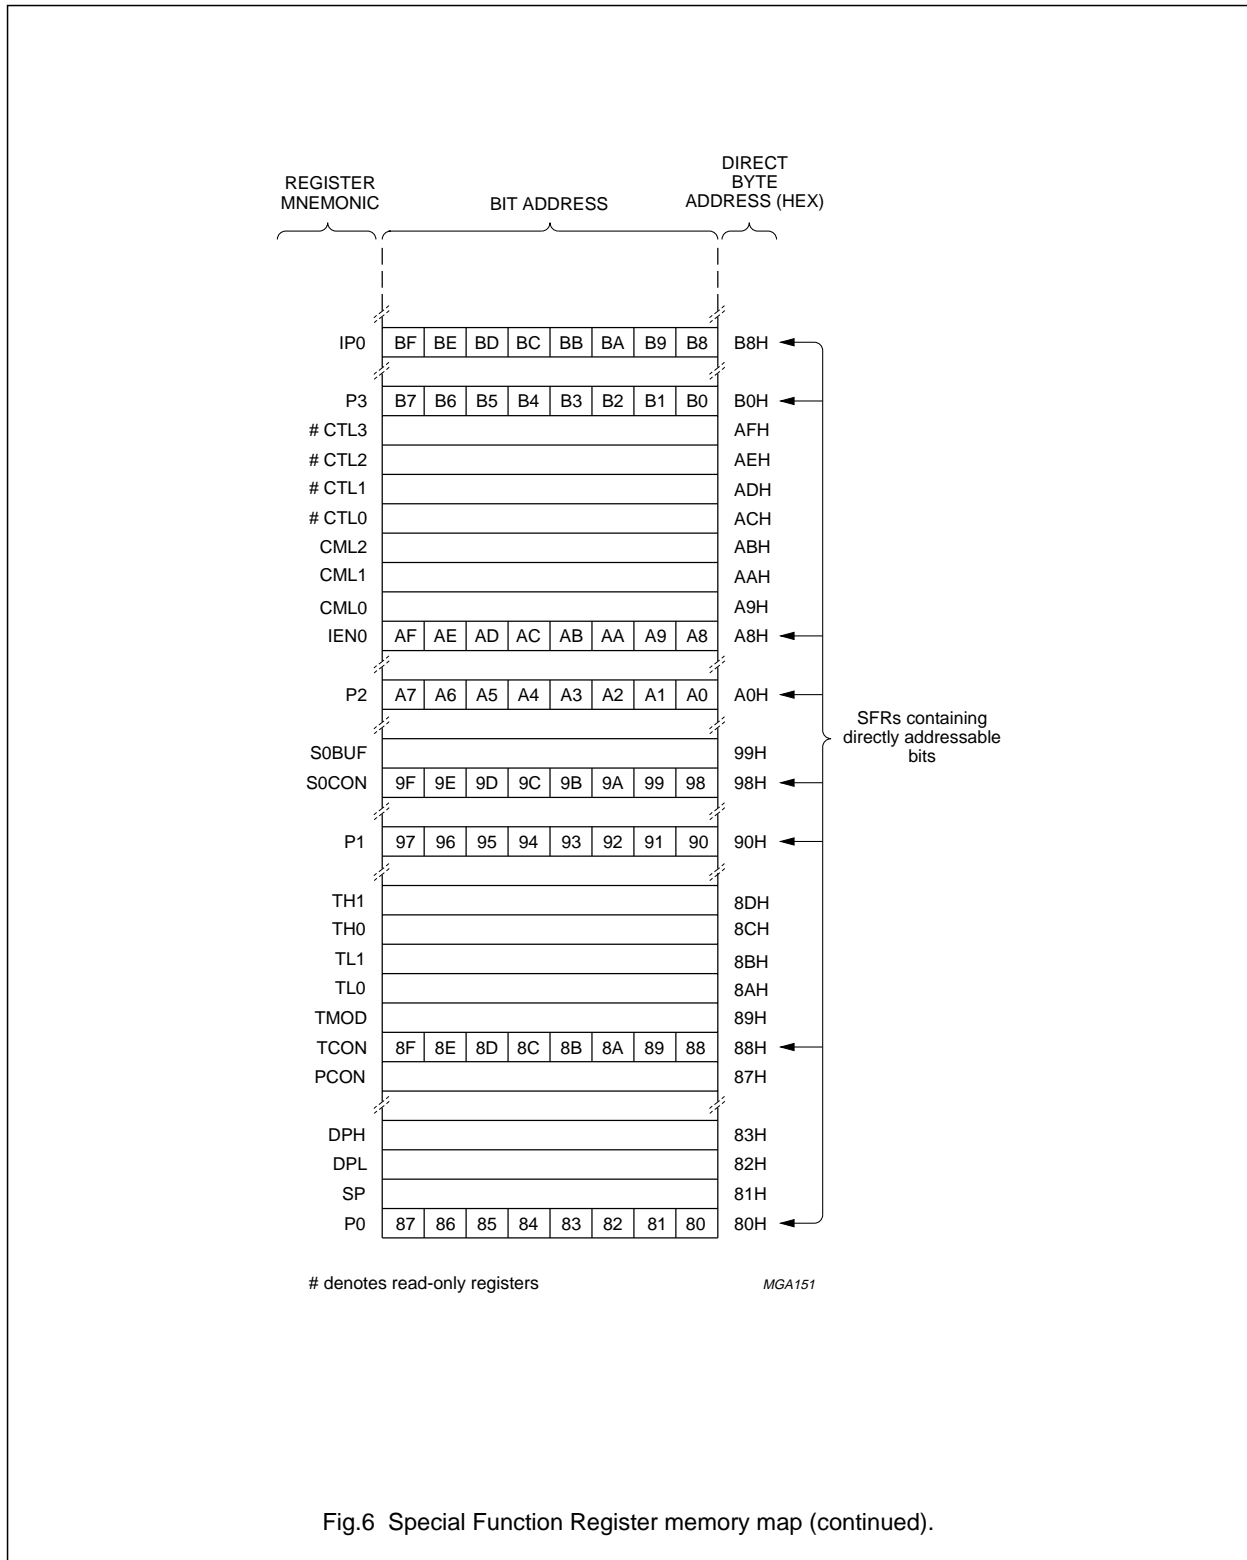 REGISTER
MNEMONIC
BIT ADDRESS
DIRECT
BYTE
ADDRESS (HEX)
IP0 BF BE BD BC BB BA B9 B8 B8H
P3 B7 B6 B5 B4 B3 B2 B1 B0 B0H
# CTL3 AFH
# CTL2 AEH
# CTL1 ADH
# CTL0 ACH
CML2 ABH
CML1 AAH
CML0 A9H
IEN0 AF AE AD AC AB AA A9 A8 A8H
P2 A7 A6 A5 A4 A3 A2 A1 A0 A0H
SFRs containing
directly addressable
bits
S0BUF 99H
S0CON 9F 9E 9D 9C 9B 9A 99 98 98H
P1 97 96 95 94 93 92 91 90 90H
TH1 8DH
TH0 8CH
TL1 8BH
TL0 8AH
TMOD 89H
TCON 8F 8E 8D 8C 8B 8A 89 88 88H
PCON 87H
DPH 83H
DPL 82H
SP 81H
P0 87 86 85 84 83 82 81 80 80H
# denotes read-only registers
MGA151
Fig.6 Special Function Register memory map (continued).